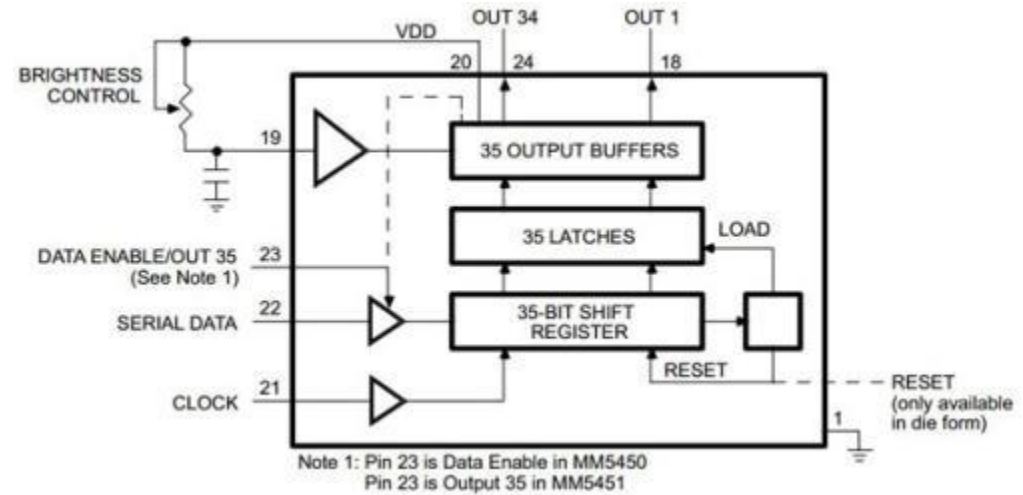 OUT 34
OUT 1
VDD
20
24
18
BRIGHTNESS
CONTROL
19
35 OUTPUT BUFFERS
35 LATCHES
LOAD
DATA ENABLE/OUT 35
23
(See Note 1)
SERIAL DATA
22
35-BIT SHIFT
REGISTER
RESET
CLOCK
21
RESET
(only available
in die form)
1
Note 1: Pin 23 is Data Enable in MM5450
Pin 23 is Output 35 in MM5451